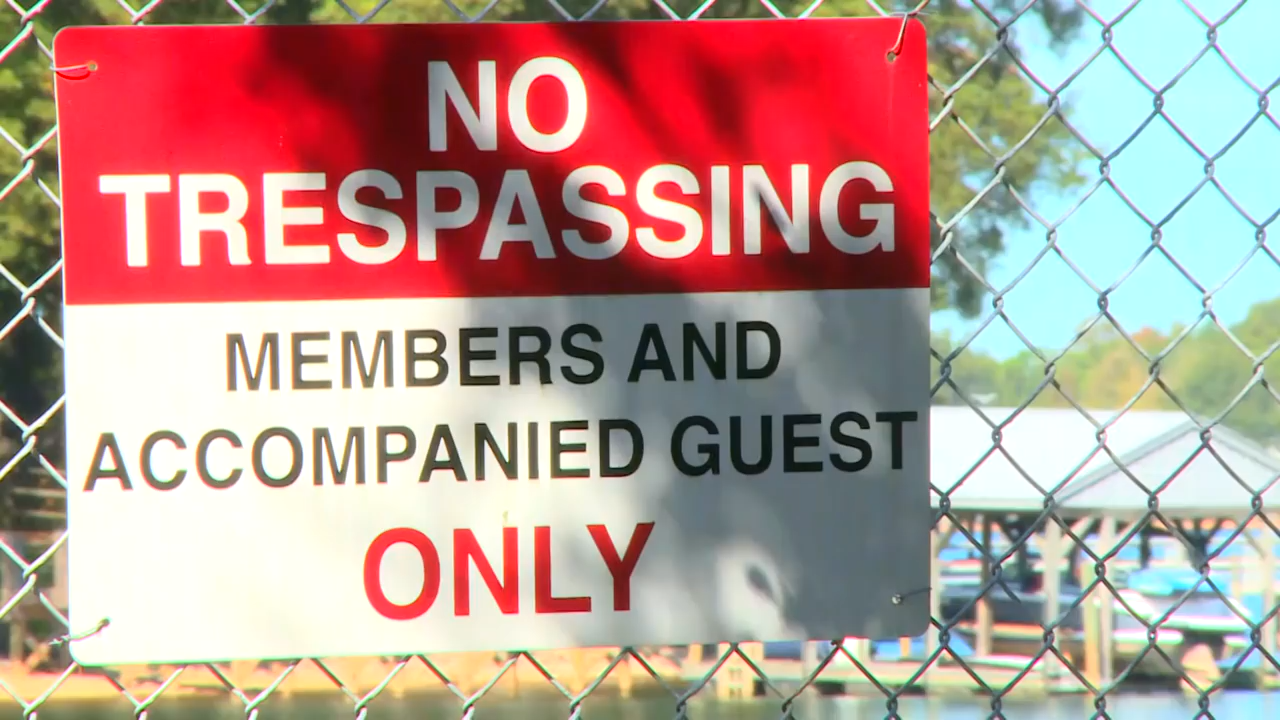 NO
TRESPASSING
MEMBERS AND
ACCOMPANIED GUEST
ONLY